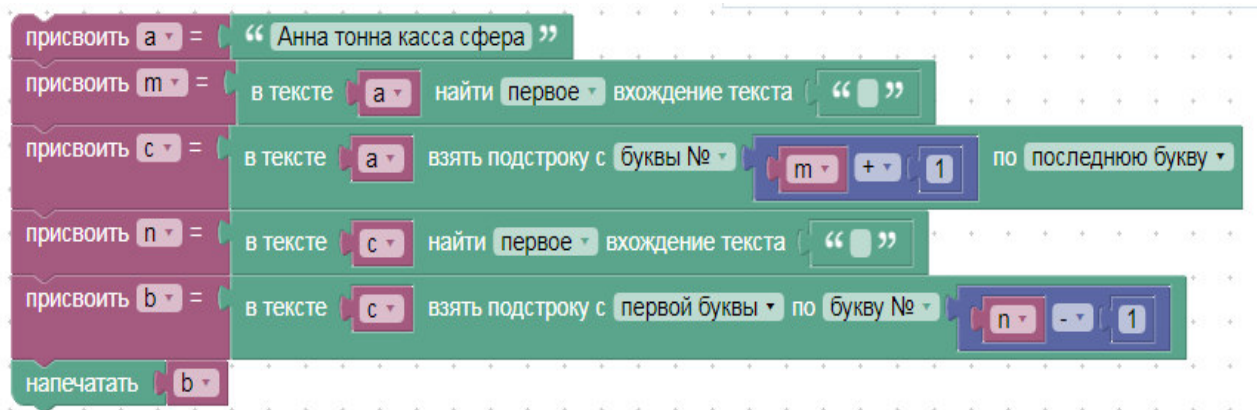 присвоить a = “ Анна тонна касса сфера ”
присвоить m = в тексте a найти первое вхождение текста “ ”
присвоить c = в тексте a взять подстроку с буквы № m + 1 по последнюю букву
присвоить n = в тексте c найти первое вхождение текста “ ”
присвоить b = в тексте c взять подстроку с первой буквы по букву № n - 1
напечатать b